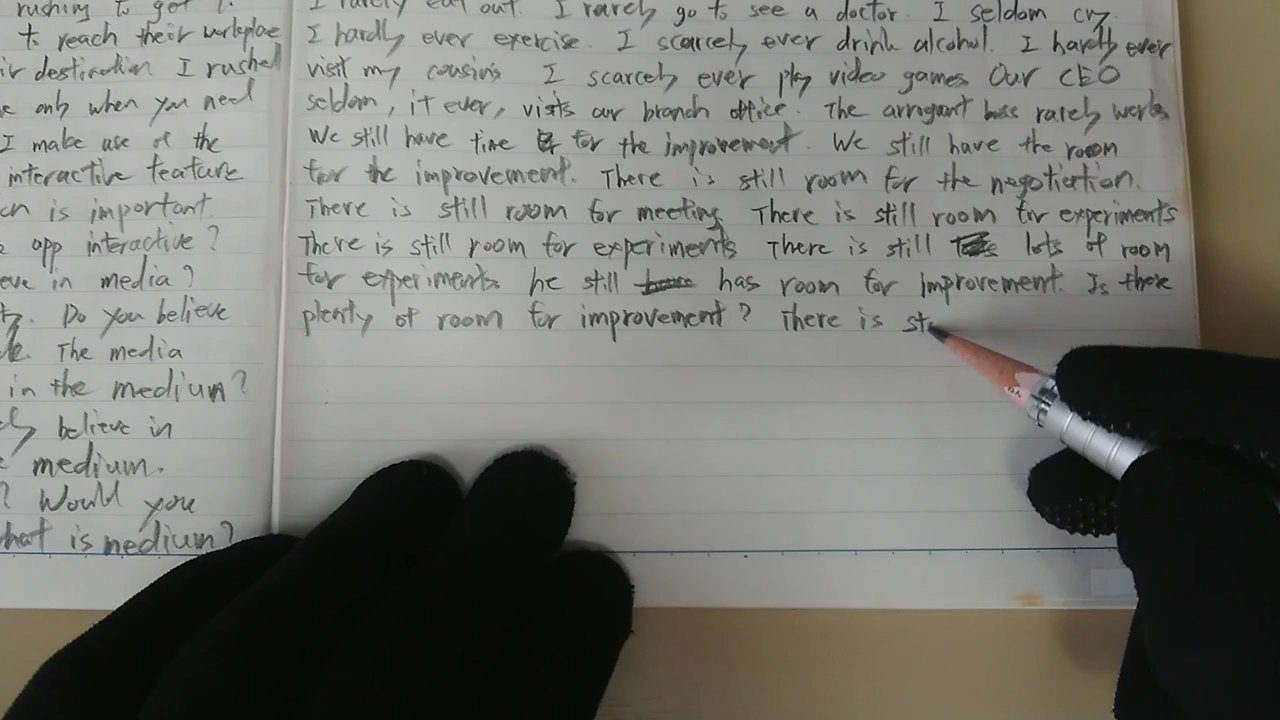 rushing to get t
to reach their workplace
ir destination I rushed
only when you need
I make use of the
interactive feature
is important.
app interactive?
eve in media?
Do you believe
The media
in the medium?
believe in
medium.
? Would you
hat is medium?
I rarely eat out. I rarely go to see a doctor. I seldom cry.
I hardly ever exercise. I scarcely ever drink alcohol. I hardly ever
visit my cousins I scarcely ever play video games. Our CEO
seldom, if ever, visits our branch office. The arrogant boss rarely works
We still have time for the improvement. We still have the room
for the improvement. There is still room for the negotiation.
There is still room for meeting. There is still room for experiments
There is still room for experiments There is still lots of room
for experiments he still has room for improvement. Is there
plenty of room for improvement? There is st